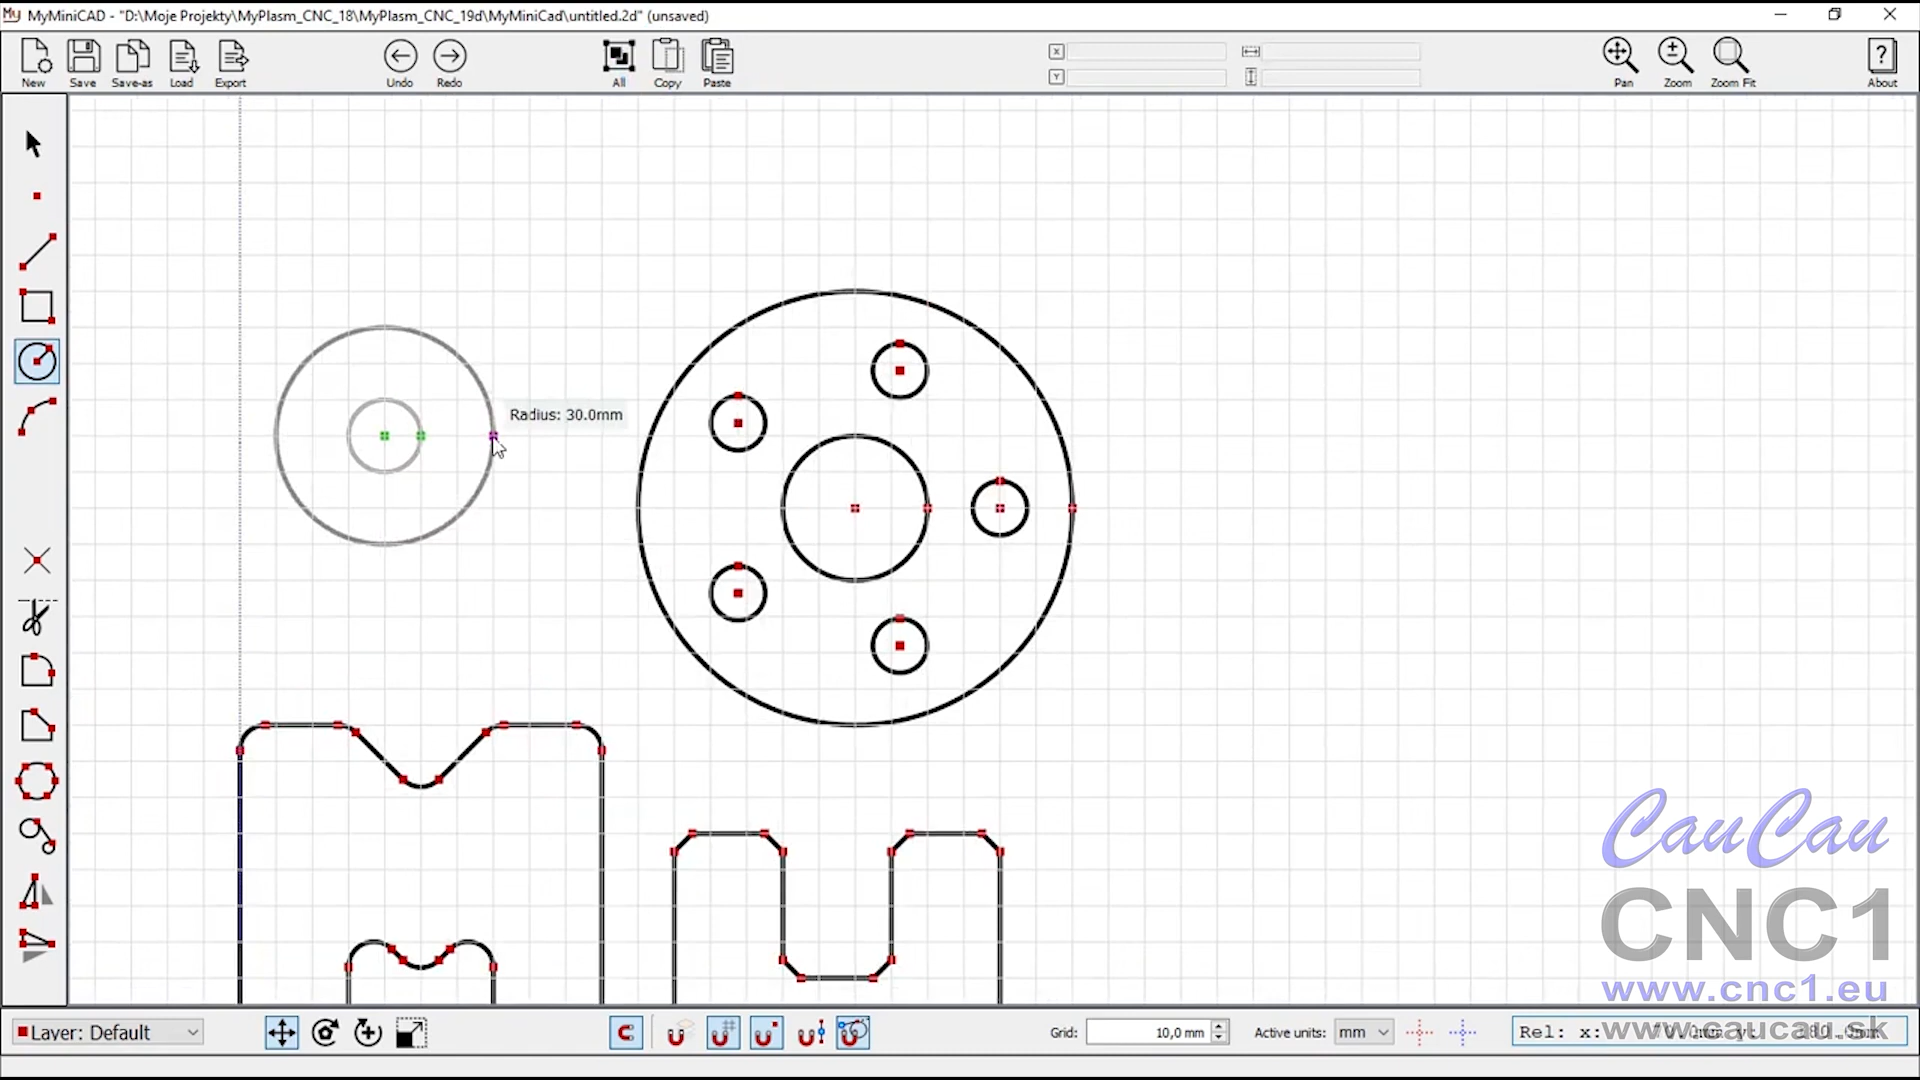 MyMiniCAD - "D:\Moje Projekty\MyPlasm_CNC_18\MyPlasm_CNC_19d\MyMiniCad\untitled.2d" (unsaved)
New Save Save-as Load Export Undo Redo All Copy Paste X Y Pan Zoom Zoom Fit About
Radius: 30.0mm
CauCau
CNC1
www.cnc1.eu
www.caucau.sk
Layer: Default
Grid: 10,0 mm
Active units: mm
Rel: x: